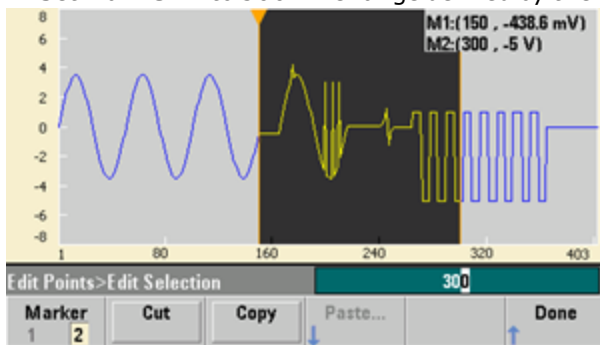 M1:(150 , -438.6 mV)
M2:(300 , -5 V)
8
6
4
2
0
-2
-4
-6
-8
1 80 160 240 320 403
Edit Points>Edit Selection 300
Marker Cut Copy Paste... Done
1 2